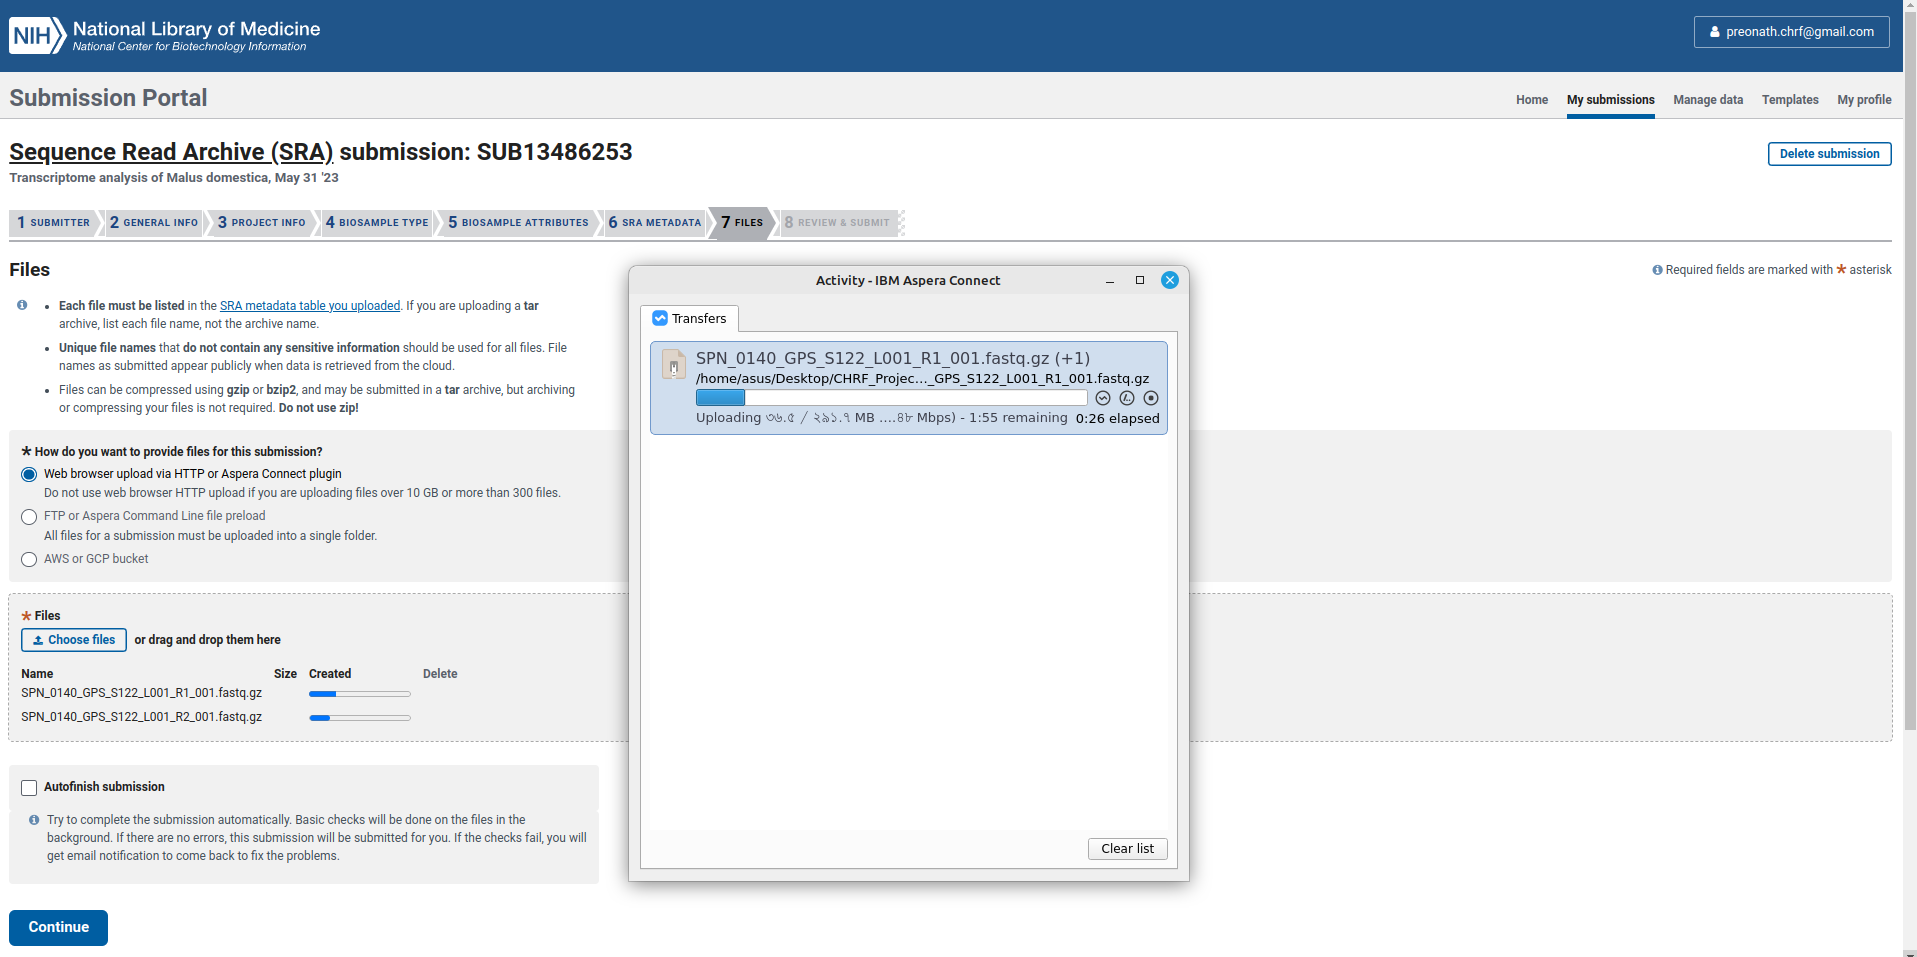 NIH National Library of Medicine
National Center for Biotechnology Information
preonath.chrf@gmail.com
Submission Portal
Home My submissions Manage data Templates My profile
Sequence Read Archive (SRA) submission: SUB13486253
Delete submission
Transcriptome analysis of Malus domestica, May 31 '23
1 SUBMITTER 2 GENERAL INFO 3 PROJECT INFO 4 BIOSAMPLE TYPE 5 BIOSAMPLE ATTRIBUTES 6 SRA METADATA 7 FILES 8 REVIEW & SUBMIT
Files
Required fields are marked with * asterisk
• Each file must be listed in the SRA metadata table you uploaded. If you are uploading a tar
archive, list each file name, not the archive name.
• Unique file names that do not contain any sensitive information should be used for all files. File
names as submitted appear publicly when data is retrieved from the cloud.
• Files can be compressed using gzip or bzip2, and may be submitted in a tar archive, but archiving
or compressing your files is not required. Do not use zip!
* How do you want to provide files for this submission?
Web browser upload via HTTP or Aspera Connect plugin
Do not use web browser HTTP upload if you are uploading files over 10 GB or more than 300 files.
FTP or Aspera Command Line file preload
All files for a submission must be uploaded into a single folder.
AWS or GCP bucket
* Files
Choose files or drag and drop them here
Name Size Created Delete
SPN_0140_GPS_S122_L001_R1_001.fastq.gz
SPN_0140_GPS_S122_L001_R2_001.fastq.gz
Autofinish submission
Try to complete the submission automatically. Basic checks will be done on the files in the
background. If there are no errors, this submission will be submitted for you. If the checks fail, you will
get email notification to come back to fix the problems.
Continue
Activity - IBM Aspera Connect
Transfers
SPN_0140_GPS_S122_L001_R1_001.fastq.gz (+1)
/home/asus/Desktop/CHRF_Projec..._GPS_S122_L001_R1_001.fastq.gz
Uploading ৩৬.৫ / ২৯১.৭ MB ....৪৮ Mbps) - 1:55 remaining 0:26 elapsed
Clear list